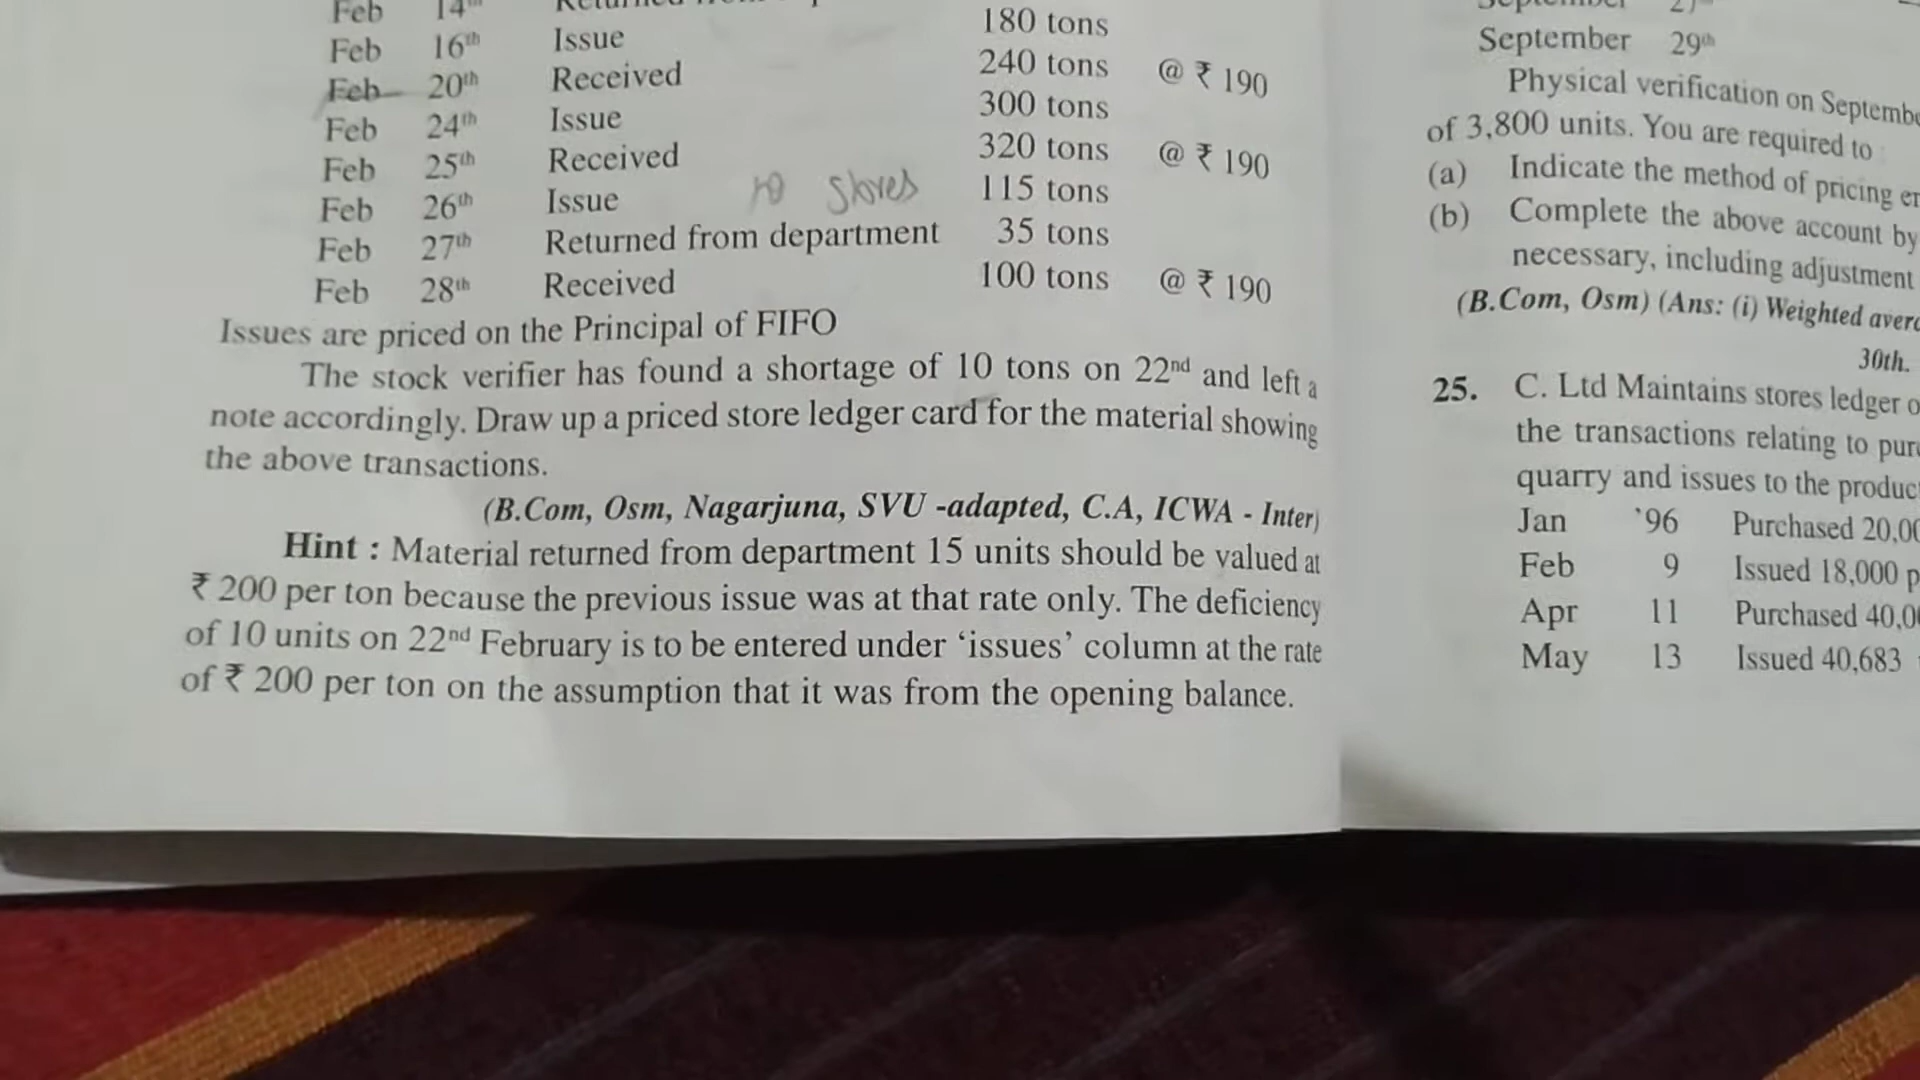 Feb 14th
180 tons
Feb 16th Issue
240 tons @ ₹ 190
Feb 20th Received
300 tons
Feb 24th Issue
320 tons @ ₹ 190
Feb 25th Received
115 tons
Feb 26th Issue
stores
35 tons
Feb 27th Returned from department
100 tons @ ₹ 190
Feb 28th Received
Issues are priced on the Principal of FIFO
The stock verifier has found a shortage of 10 tons on 22nd and left a
note accordingly. Draw up a priced store ledger card for the material showing
the above transactions.
(B.Com, Osm, Nagarjuna, SVU -adapted, C.A, ICWA - Inter)
Hint : Material returned from department 15 units should be valued at
₹ 200 per ton because the previous issue was at that rate only. The deficiency
of 10 units on 22nd February is to be entered under ‘issues’ column at the rate
of ₹ 200 per ton on the assumption that it was from the opening balance.
September 29th
Physical verification on
of 3,800 units. You are required to
(a) Indicate the method of pricing
(b) Complete the above account by
necessary, including adjustment
(B.Com, Osm) (Ans: (i) Weighted
30th.
25. C. Ltd Maintains stores ledger
the transactions relating to
quarry and issues to the
Jan '96 Purchased
Feb 9 Issued 18,000
Apr 11 Purchased
May 13 Issued 40,683